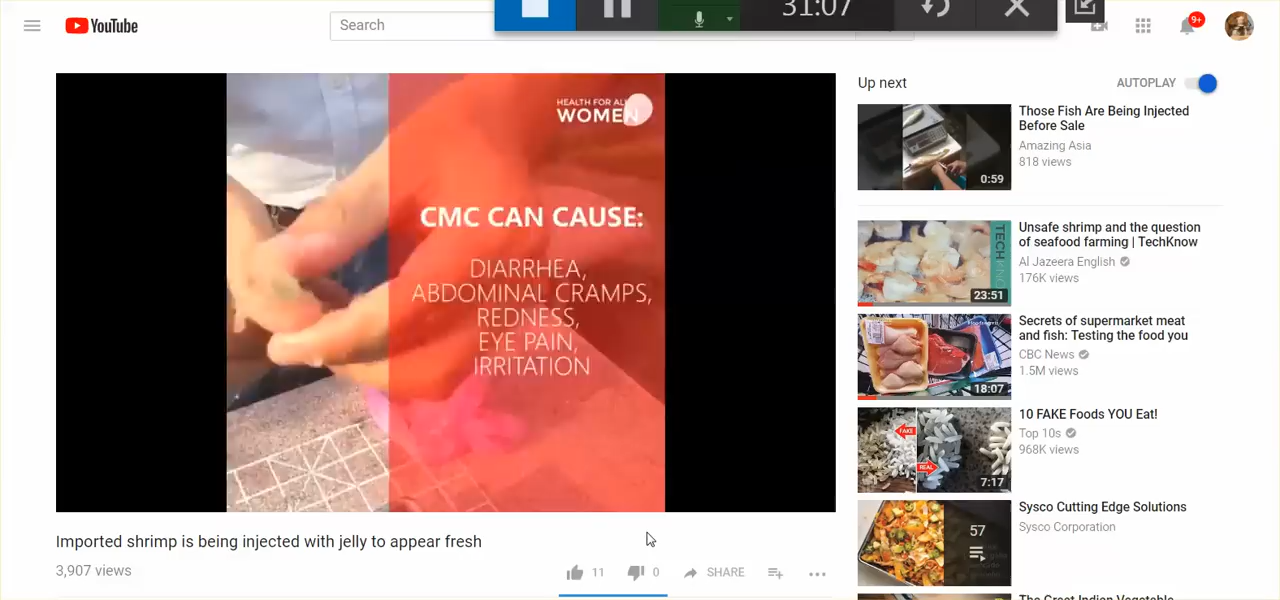 YouTube
Search
31:07
9+
HEALTH FOR ALL
WOMEN
CMC CAN CAUSE:
DIARRHEA,
ABDOMINAL CRAMPS,
REDNESS,
EYE PAIN,
IRRITATION
Imported shrimp is being injected with jelly to appear fresh
3,907 views
11
0
SHARE
Up next
AUTOPLAY
0:59
Those Fish Are Being Injected
Before Sale
Amazing Asia
818 views
TECH
23:51
Unsafe shrimp and the question
of seafood farming | TechKnow
Al Jazeera English
176K views
18:07
Secrets of supermarket meat
and fish: Testing the food you
CBC News
1.5M views
FAKE
REAL
7:17
10 FAKE Foods YOU Eat!
Top 10s
968K views
57
Sysco Cutting Edge Solutions
Sysco Corporation
The Great Indian Vegetable